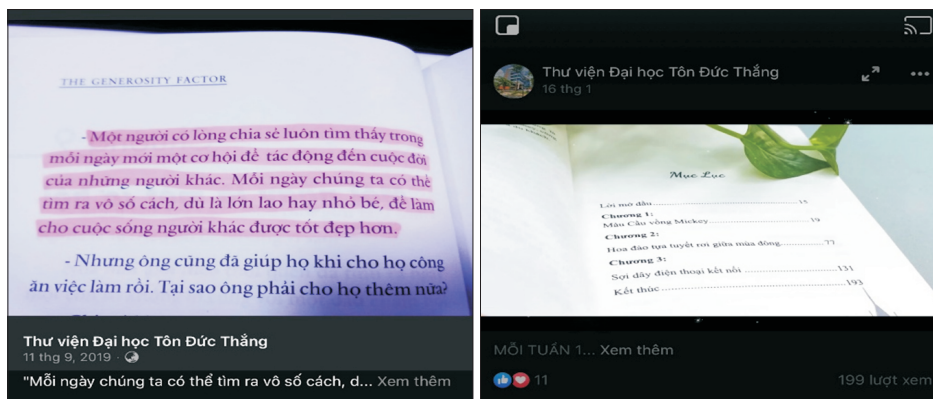 THE GENEROSITY FACTOR
- Một người có lòng chia sẻ luôn tìm thấy trong
mỗi ngày mới một cơ hội để tác động đến cuộc đời
của những người khác. Mỗi ngày chúng ta có thể
tìm ra vô số cách, dù là lớn lao hay nhỏ bé, để làm
cho cuộc sống người khác được tốt đẹp hơn.
- Nhưng ông cũng đã giúp họ khi cho họ công
ăn việc làm rồi. Tại sao ông phải cho họ thêm nữa?
Thư viện Đại học Tôn Đức Thắng
11 thg 9, 2019 ·
"Mỗi ngày chúng ta có thể tìm ra vô số cách, d... Xem thêm
Thư viện Đại học Tôn Đức Thắng
16 thg 1
Mục Lục
Lời mở đầu 15
Chương 1:
Màu Cầu vồng Mickey 19
Chương 2:
Hoa đào tựa tuyết rơi giữa mùa đông 77
Chương 3:
Sợi dây điện thoại kết nối 131
Kết thúc 193
MỖI TUẦN 1... Xem thêm
11
199 lượt xem